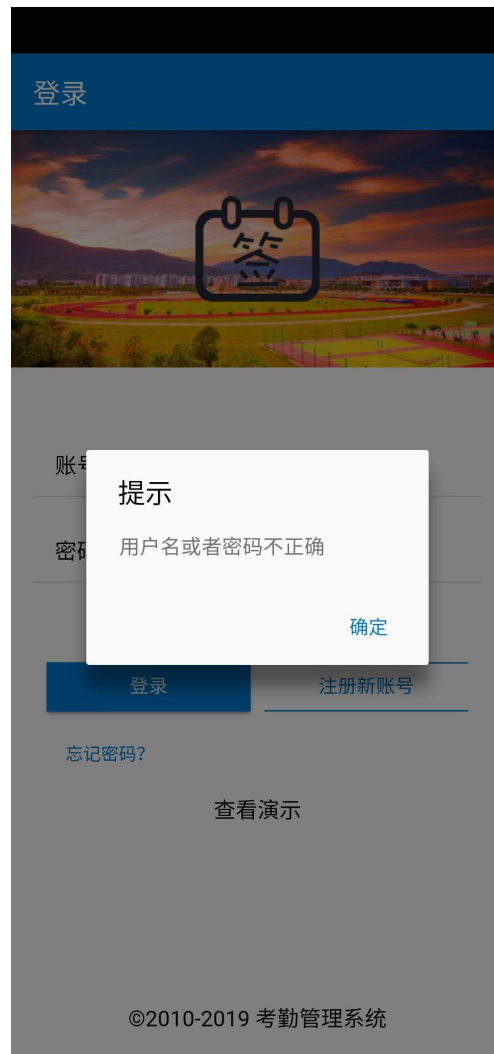 登录
签
账号
提示
密码
用户名或者密码不正确
确定
登录
注册新账号
忘记密码?
查看演示
©2010-2019 考勤管理系统